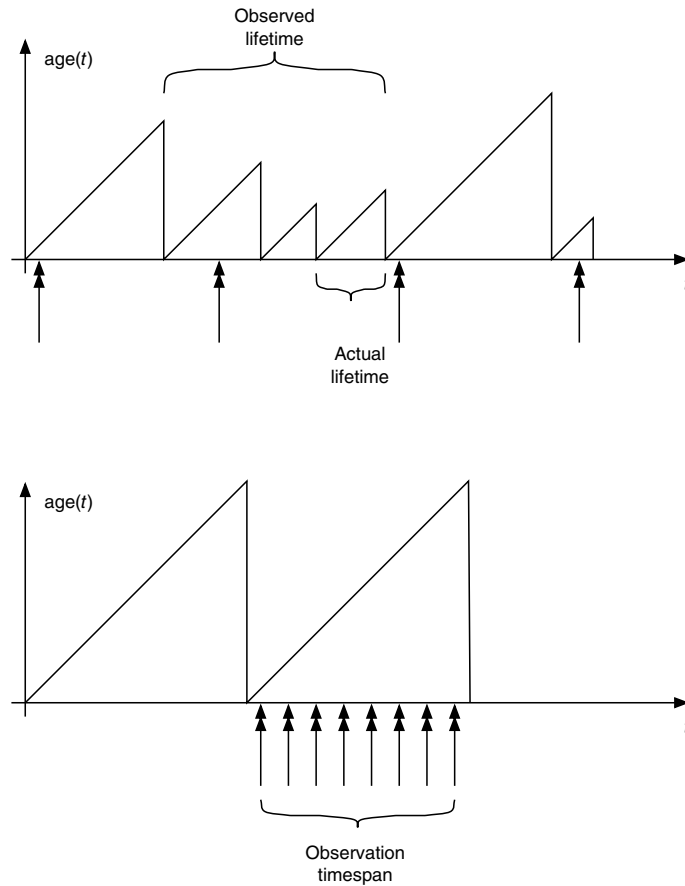 Observed
lifetime
age(t)
Actual
lifetime
age(t)
Observation
timespan